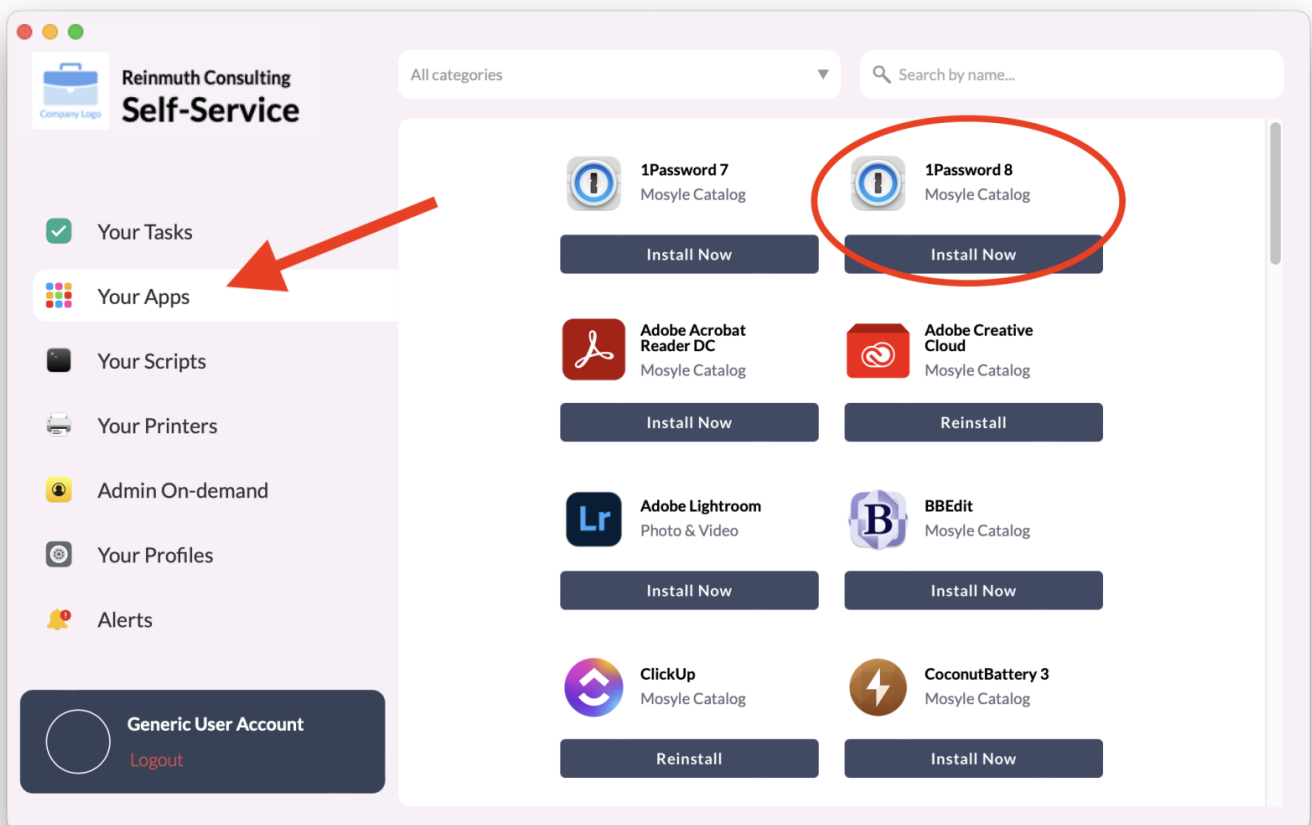 Company Logo
Reinmuth Consulting
Self-Service
All categories
Search by name...
Your Tasks
Your Apps
Your Scripts
Your Printers
Admin On-demand
Your Profiles
Alerts
Generic User Account
Logout
1Password 7
Mosyle Catalog
Install Now
1Password 8
Mosyle Catalog
Install Now
Adobe Acrobat
Reader DC
Mosyle Catalog
Install Now
Adobe Creative
Cloud
Mosyle Catalog
Reinstall
Lr
Adobe Lightroom
Photo & Video
Install Now
B
BBEdit
Mosyle Catalog
Install Now
ClickUp
Mosyle Catalog
Reinstall
CoconutBattery 3
Mosyle Catalog
Install Now